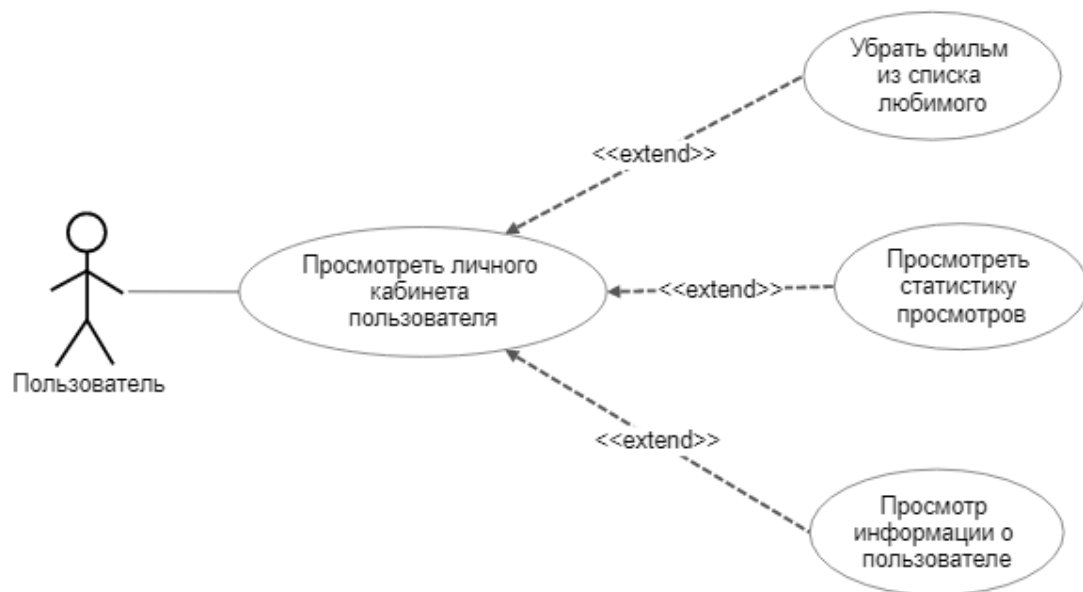 Убрать фильм
из списка
любимого
<<extend>>
Просмотреть личного
кабинета
пользователя
<<extend>>
Просмотреть
статистику
просмотров
Пользователь
<<extend>>
Просмотр
информации о
пользователе